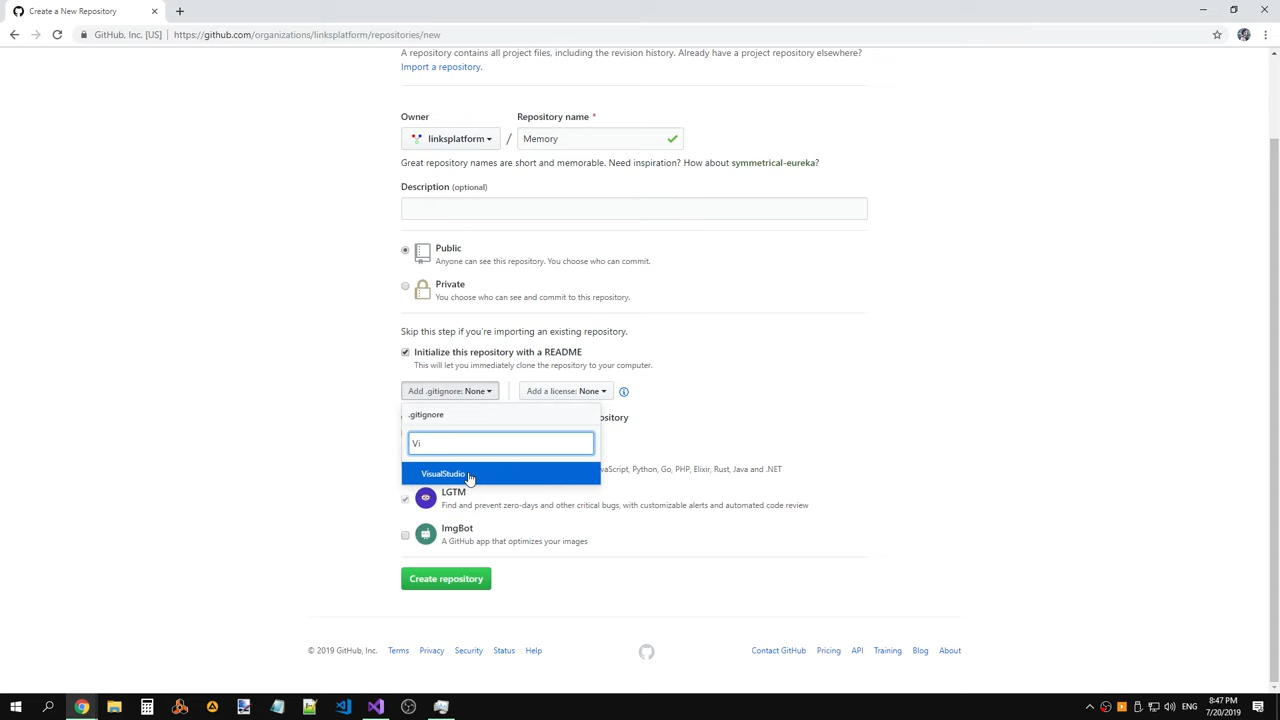 Create a New Repository
GitHub, Inc. [US]
https://github.com/organizations/linksplatform/repositories/new
A repository contains all project files, including the revision history. Already have a project repository elsewhere?
Import a repository.
Owner
Repository name *
linksplatform
/
Memory
Great repository names are short and memorable. Need inspiration? How about symmetrical-eureka?
Description (optional)
Public
Anyone can see this repository. You choose who can commit.
Private
You choose who can see and commit to this repository.
Skip this step if you're importing an existing repository.
Initialize this repository with a README
This will let you immediately clone the repository to your computer.
Add .gitignore: None
Add a license: None
.gitignore
Vi
VisualStudio
Script, Python, Go, PHP, Elixir, Rust, Java and .NET
LGTM
Find and prevent zero-days and other critical bugs, with customizable alerts and automated code review
ImgBot
A GitHub app that optimizes your images
Create repository
© 2019 GitHub, Inc.
Terms
Privacy
Security
Status
Help
Contact GitHub
Pricing
API
Training
Blog
About
ENG
8:47 PM
7/20/2019